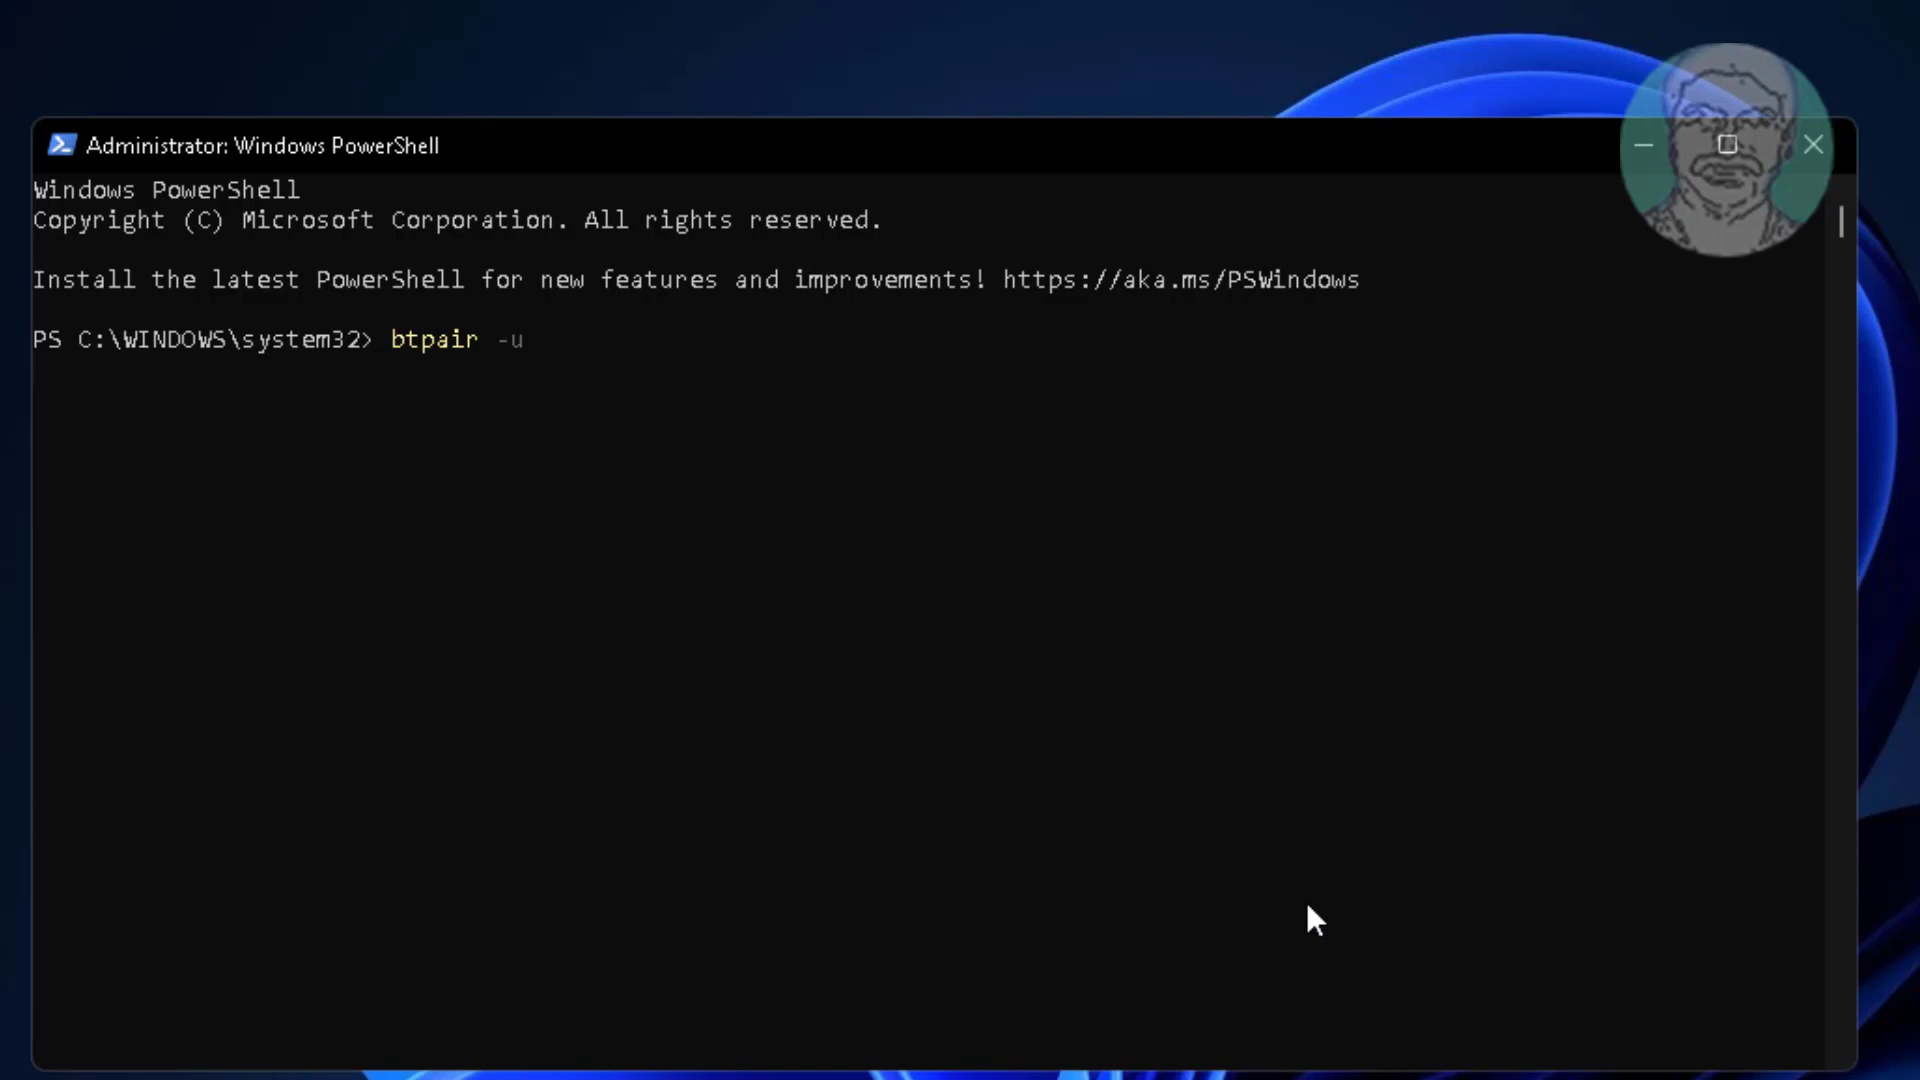 Administrator: Windows PowerShell
Windows PowerShell
Copyright (C) Microsoft Corporation. All rights reserved.
Install the latest PowerShell for new features and improvements! https://aka.ms/PSWindows
PS C:\WINDOWS\system32> btpair -u